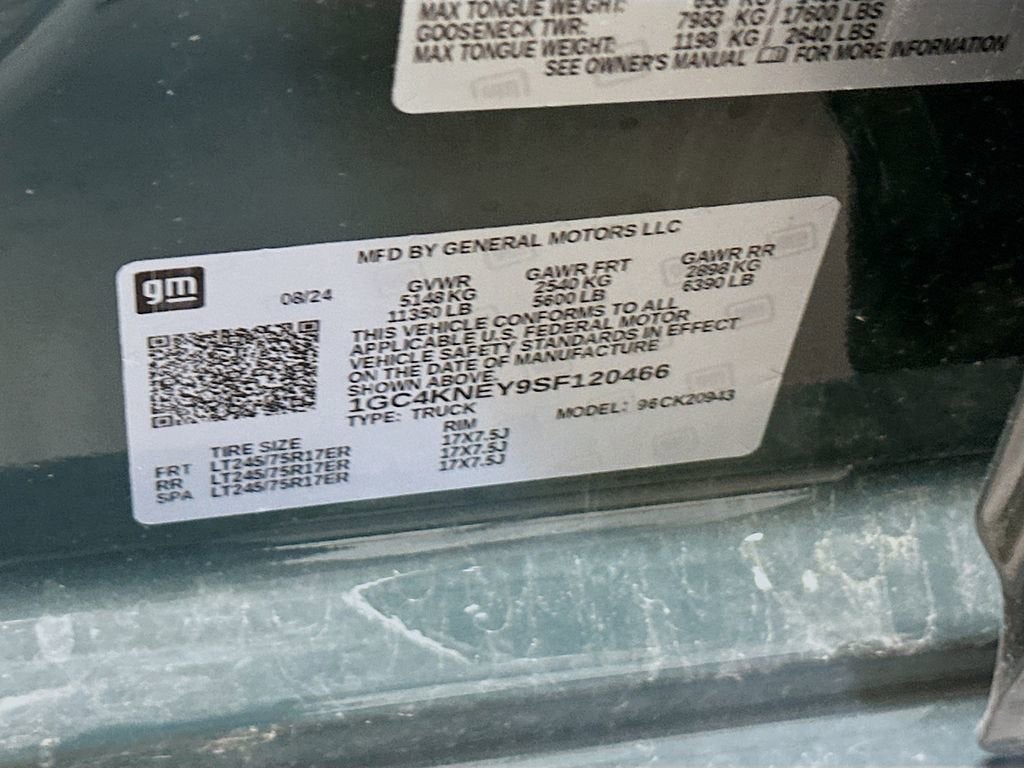 MAX TONGUE WEIGHT:
GOOSENECK TWR: 7983 KG / 17600 LBS
MAX TONGUE WEIGHT: 1198 KG / 2640 LBS
SEE OWNER'S MANUAL FOR MORE INFORMATION
gm
08/24
MFD BY GENERAL MOTORS LLC
GVWR GAWR FRT GAWR RR
5148 KG 2540 KG 2898 KG
11350 LB 5600 LB 6390 LB
THIS VEHICLE CONFORMS TO ALL
APPLICABLE U.S. FEDERAL MOTOR
VEHICLE SAFETY STANDARDS IN EFFECT
ON THE DATE OF MANUFACTURE
SHOWN ABOVE
1GC4KNEY9SF120466
TYPE: TRUCK MODEL: 96CK20943
TIRE SIZE RIM
FRT LT245/75R17ER 17X7.5J
RR LT245/75R17ER 17X7.5J
SPA LT245/75R17ER 17X7.5J